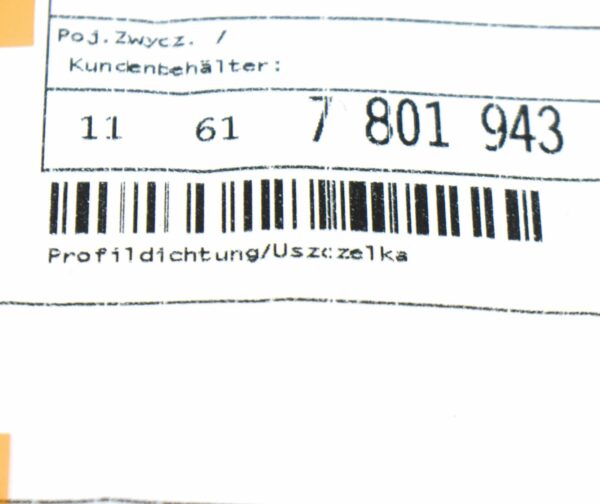 Poj.Zwycz. /
Kundenbehälter:
11 61 7 801 943
Profildichtung/Uszczelka